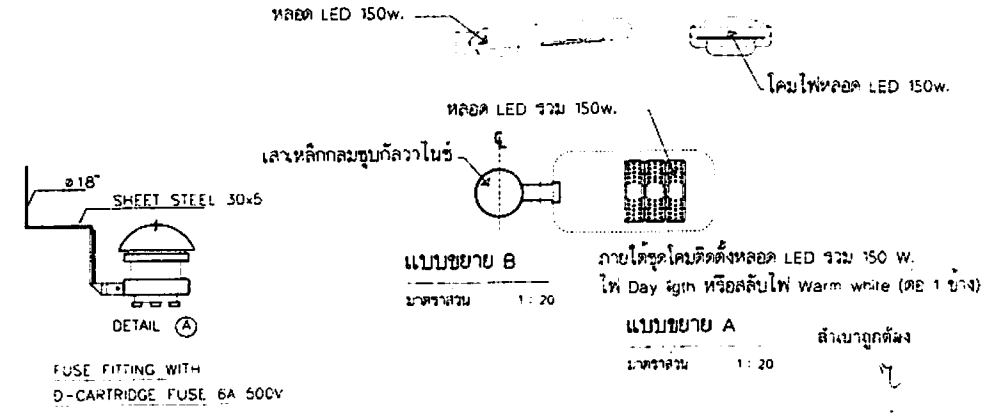 หลอด LED 150w.
โคมไฟหลอด LED 150w.
หลอด LED รวม 150w.
เสาเหล็กกลมชุบกัลวาไนซ์
ø18"
SHEET STEEL 30x5
DETAIL A
FUSE FITTING WITH
D-CARTRIDGE FUSE 6A 500V
แบบขยาย B
มาตราส่วน 1 : 20
ภายใต้ชุดโคมติดตั้งหลอด LED รวม 150 W.
ไฟ Day หรือสลับไฟ Warm white (ต่อ 1 ข้าง)
แบบขยาย A
มาตราส่วน 1 : 20
สำเนาถูกต้อง